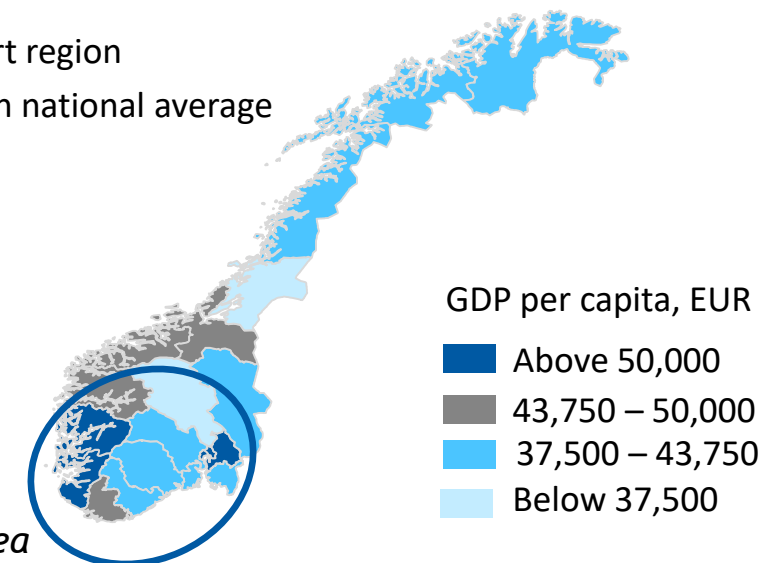 rt region
n national average
GDP per capita, EUR
Above 50,000
43,750 – 50,000
37,500 – 43,750
Below 37,500
ea